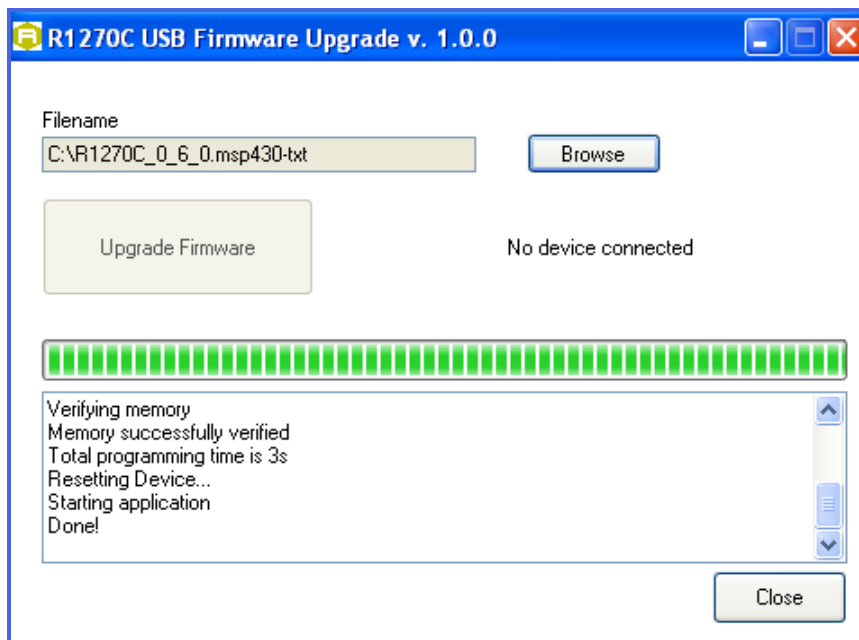 R1270C USB Firmware Upgrade v. 1.0.0
Filename
C:\R1270C_0_6_0.msp430-txt
Browse
Upgrade Firmware
No device connected
Verifying memory
Memory successfully verified
Total programming time is 3s
Resetting Device...
Starting application
Done!
Close